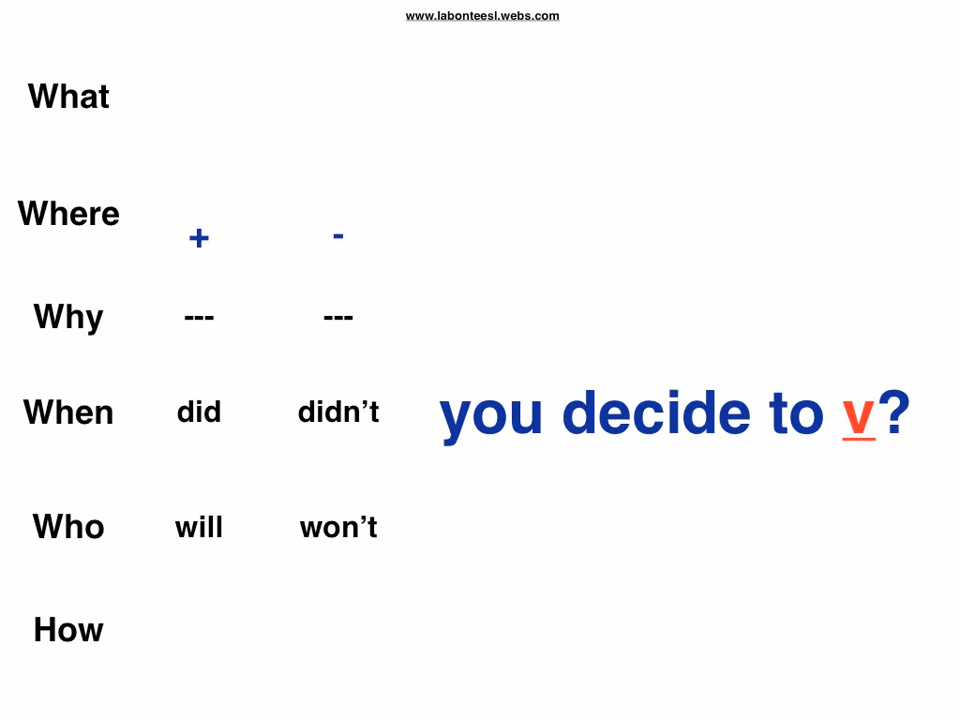 www.labonteesl.webs.com
What
Where
+ -
Why --- ---
When did didn’t you decide to v?
Who will won’t
How